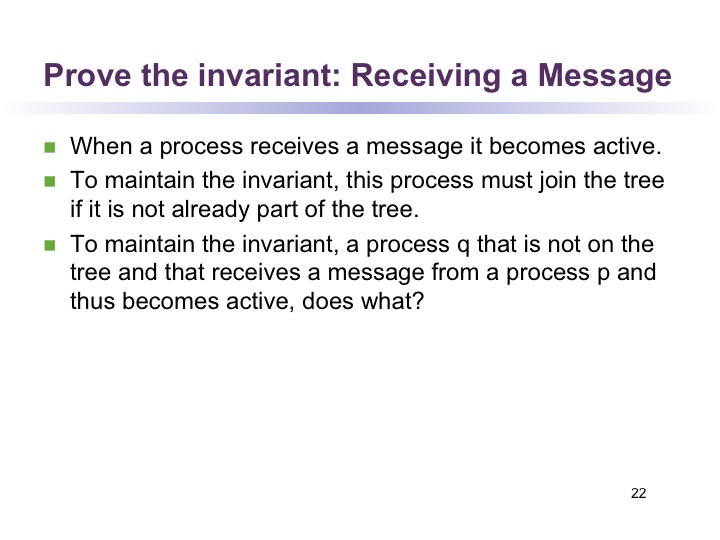 Prove the invariant: Receiving a Message
When a process receives a message it becomes active.
To maintain the invariant, this process must join the tree
if it is not already part of the tree.
To maintain the invariant, a process q that is not on the
tree and that receives a message from a process p and
thus becomes active, does what?
22